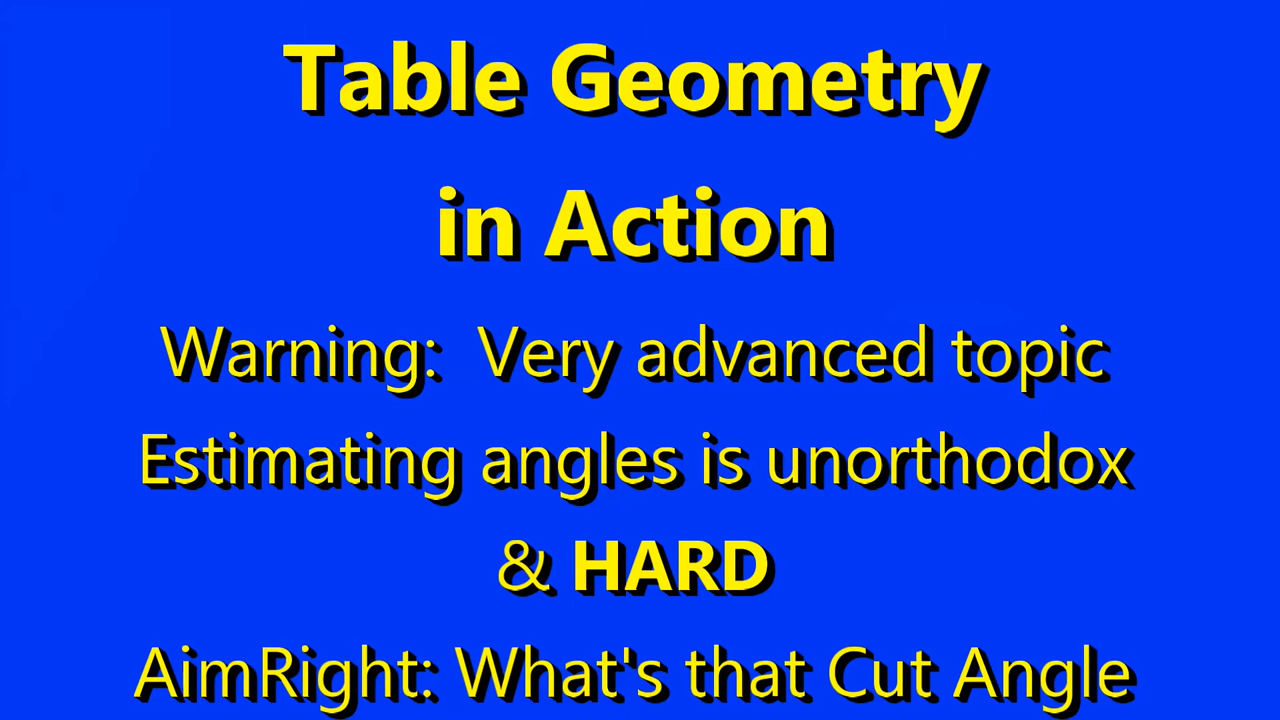 Table Geometry
in Action
Warning:  Very advanced topic
Estimating angles is unorthodox
& HARD
AimRight: What's that Cut Angle